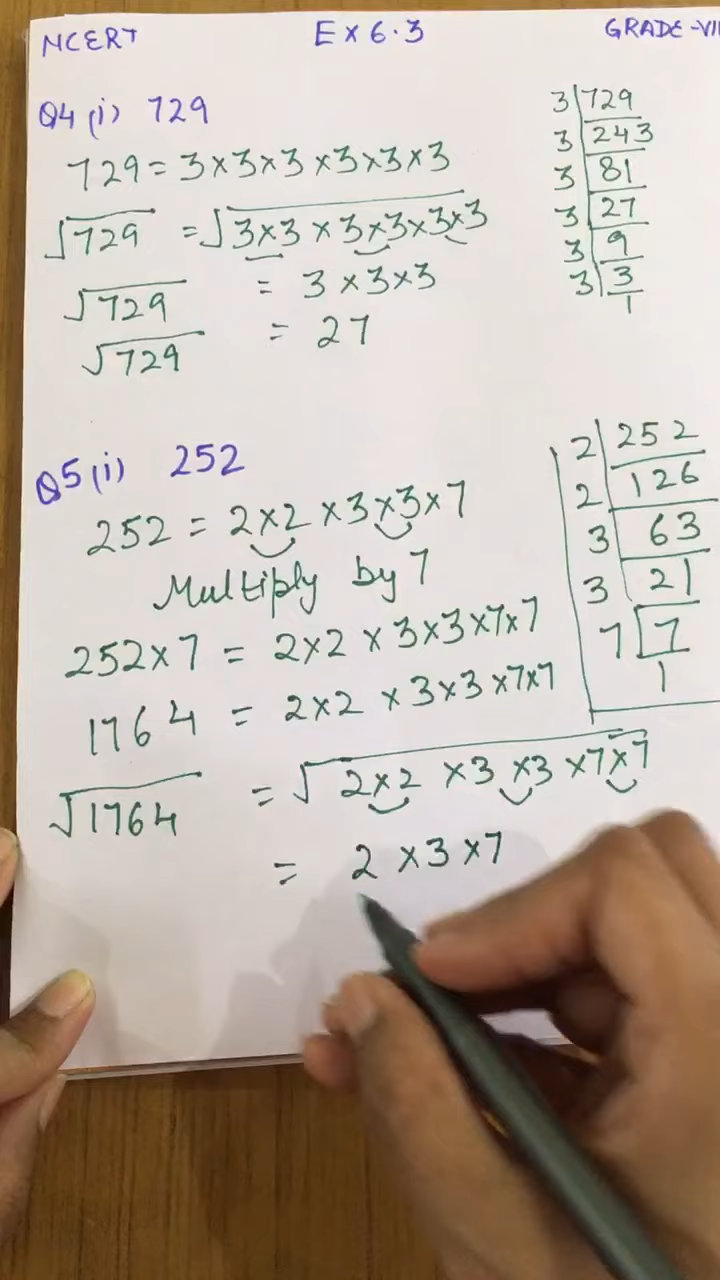 NCERT EX 6.3 GRADE-VII
Q4 (i) 729
729 = 3×3×3×3×3×3
√729 = √3×3×3×3×3×3
√729 = 3×3×3
√729 = 27
3 729
3 243
3 81
3 27
3 9
3 3
1
Q5 (i) 252
252 = 2×2×3×3×7
Multiply by 7
252×7 = 2×2×3×3×7×7
1764 = 2×2×3×3×7×7
√1764 = √2×2×3×3×7×7
= 2×3×7
2 252
2 126
3 63
3 21
7 7
1